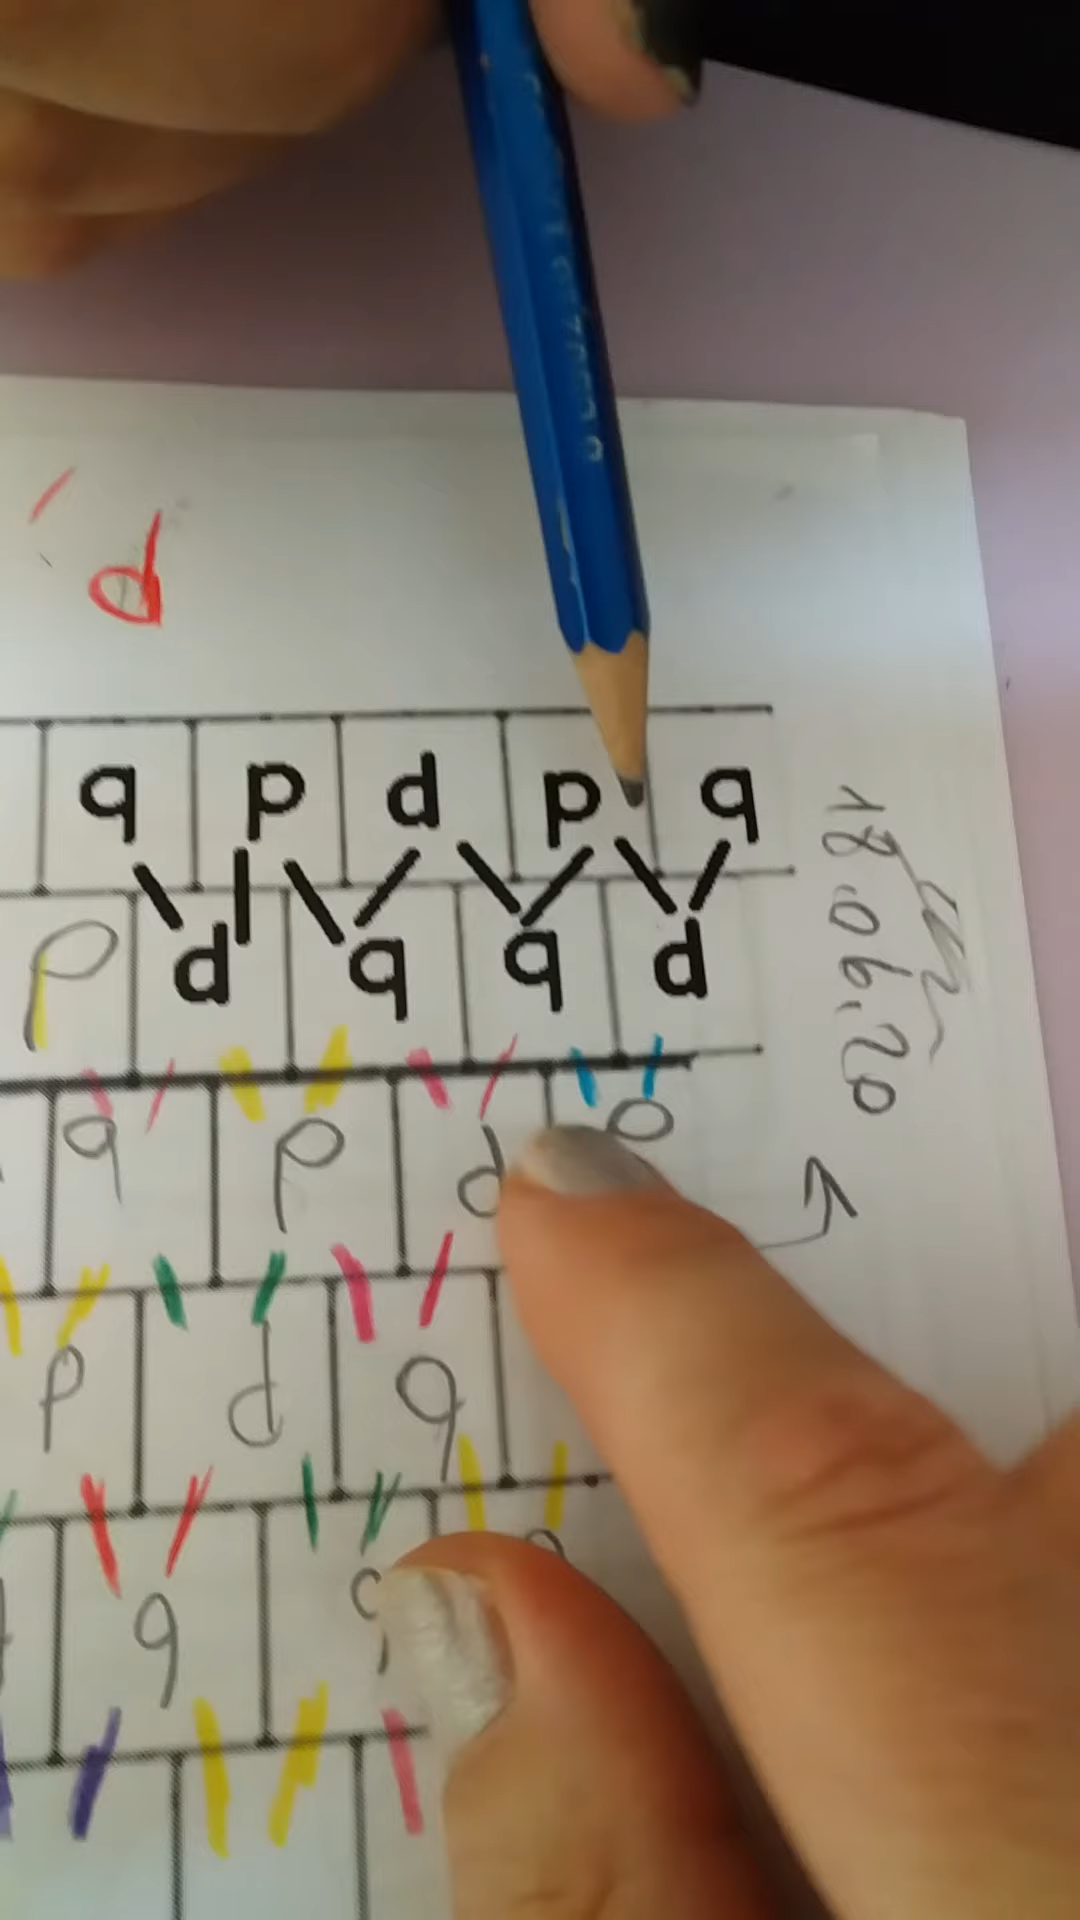 d
q p d p q
d q q d
18.06.20
p
q p d p
p d q
q